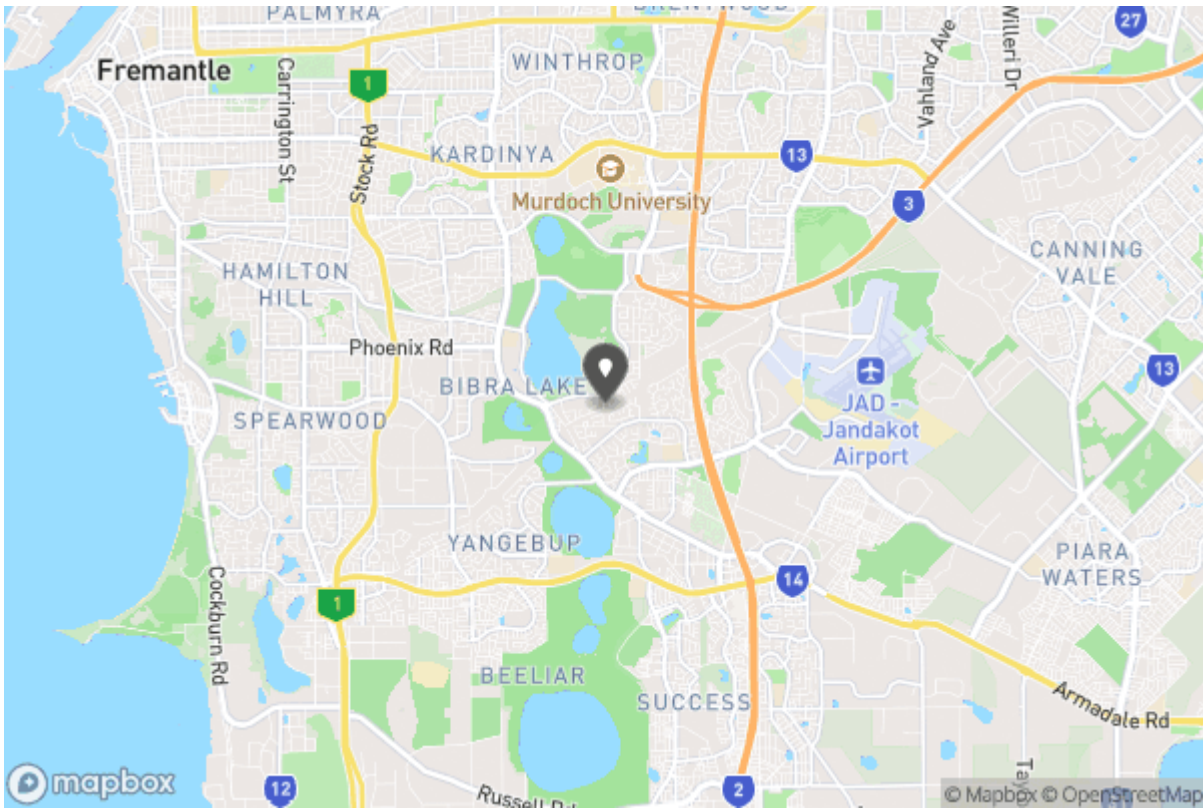 PALMYRA
BRENTWOOD
27
Willeri Dr
Vahland Ave
Fremantle
Carrington St
1
WINTHROP
Stock Rd
KARDINYA
13
Murdoch University
3
CANNING
VALE
HAMILTON
HILL
Phoenix Rd
13
BIBRA LAKE
JAD -
Jandakot
Airport
SPEARWOOD
YANGEBUP
PIARA
WATERS
14
1
Cockburn Rd
BEELIAR
SUCCESS
Armadale Rd
12
Russell Rd
2
mapbox
© Mapbox © OpenStreetMap